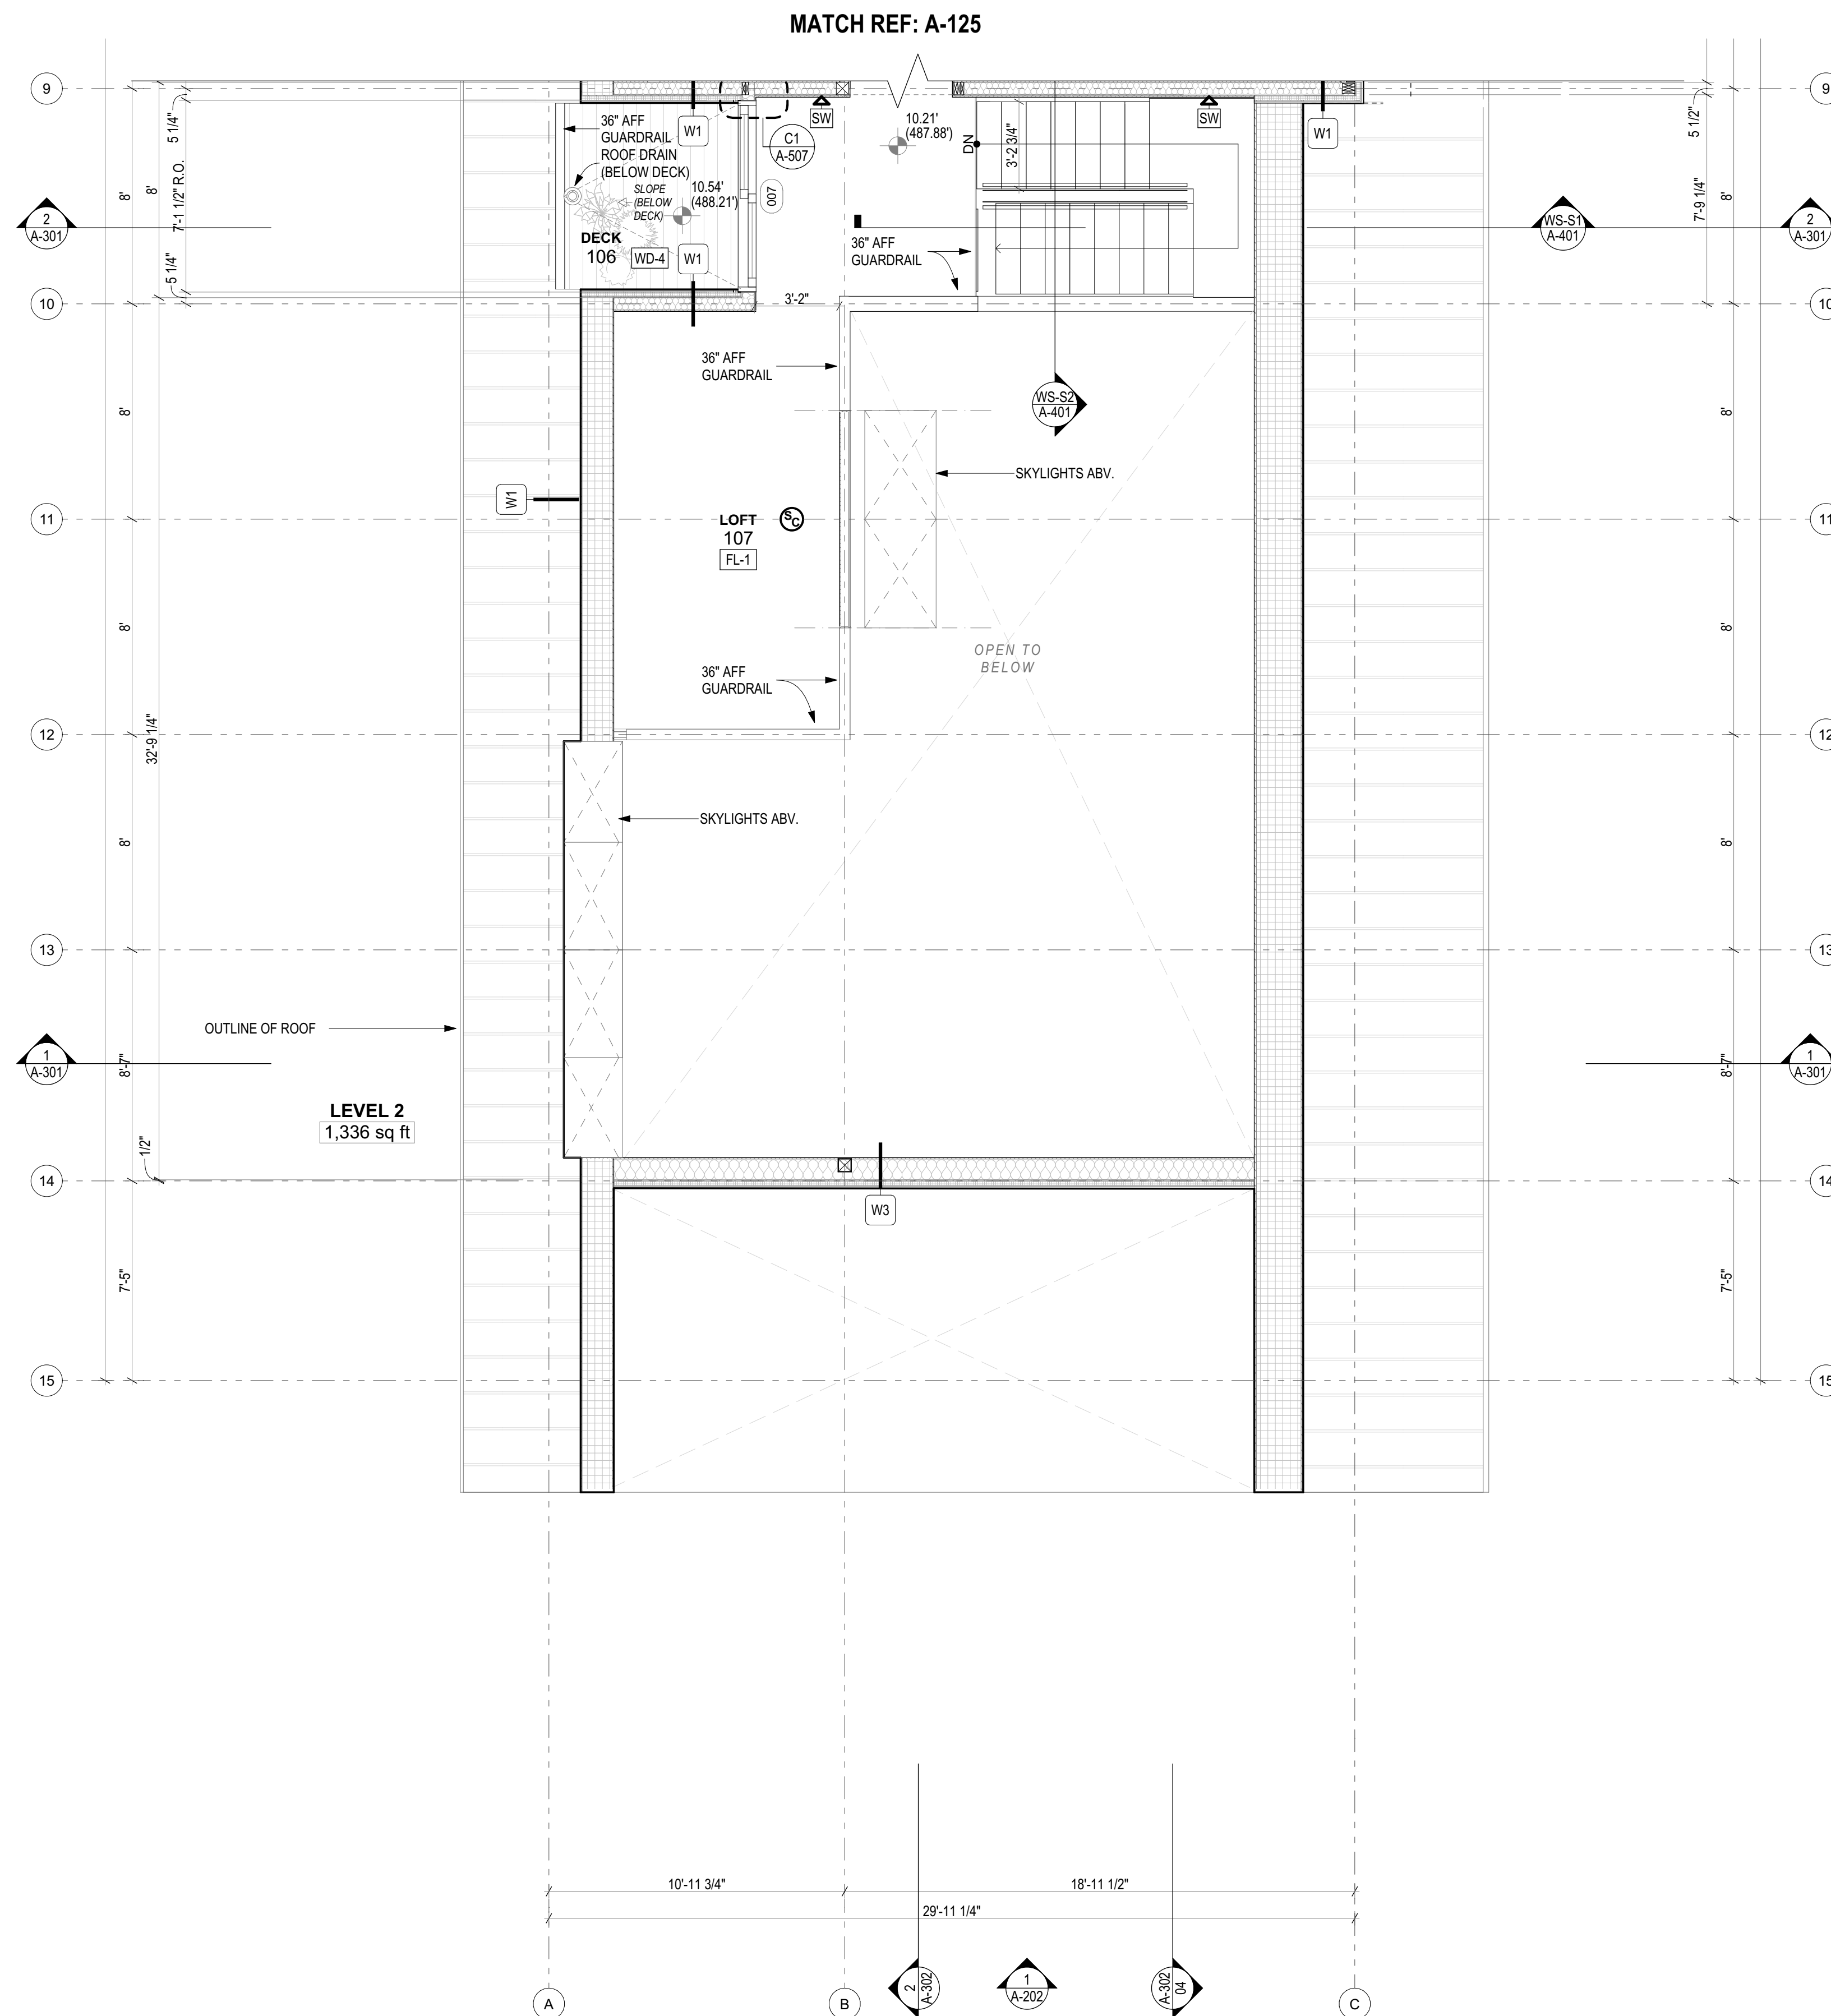 MATCH REF: A-125
9
9
5 1/4"
8'
8'
7'-1 1/2" R.O.
5 1/4"
36" AFF
GUARDRAIL
ROOF DRAIN
(BELOW DECK)
SLOPE
(BELOW
DECK)
10.54'
(488.21')
W1
C1
A-507
007
DECK
106
WD-4
W1
SW
10.21'
(487.88')
DN
3'-2 3/4"
SW
W1
5 1/2"
7'-9 1/4"
8'
2
A-301
36" AFF
GUARDRAIL
WS-S1
A-401
2
A-301
10
3'-2"
10
8'
36" AFF
GUARDRAIL
WS-S2
A-401
8'
SKYLIGHTS ABV.
W1
11
LOFT
107
FL-1
SC
11
8'
OPEN TO
BELOW
8'
36" AFF
GUARDRAIL
12
32'-9 1/4"
12
8'
SKYLIGHTS ABV.
8'
13
13
OUTLINE OF ROOF
1
A-301
8'-7"
8'-7"
1
A-301
LEVEL 2
1,336 sq ft
1/2"
14
14
W3
7'-5"
7'-5"
15
15
10'-11 3/4"
18'-11 1/2"
29'-11 1/4"
2
A-302
1
A-202
A-302
04
A
B
C